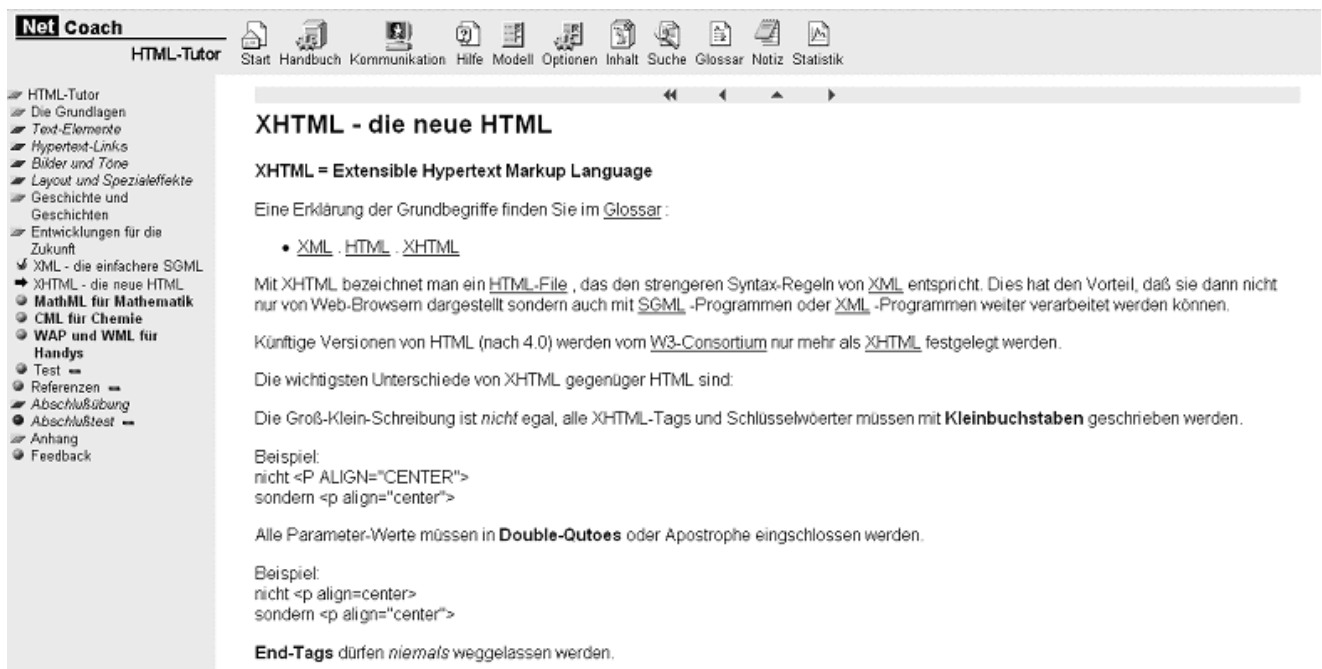 Net Coach
HTML-Tutor
Start Handbuch Kommunikation Hilfe Modell Optionen Inhalt Suche Glossar Notiz Statistik
HTML-Tutor
Die Grundlagen
Text-Elemente
Hypertext-Links
Bilder und Töne
Layout und Spezialeffekte
Geschichte und
Geschichten
Entwicklungen für die
Zukunft
XML - die einfachere SGML
XHTML - die neue HTML
MathML für Mathematik
CML für Chemie
WAP und WML für
Handys
Test
Referenzen
Abschlußübung
Abschlußtest
Anhang
Feedback
XHTML - die neue HTML
XHTML = Extensible Hypertext Markup Language
Eine Erklärung der Grundbegriffe finden Sie im Glossar :
• XML . HTML . XHTML
Mit XHTML bezeichnet man ein HTML-File , das den strengeren Syntax-Regeln von XML entspricht. Dies hat den Vorteil, daß sie dann nicht
nur von Web-Browsern dargestellt sondern auch mit SGML -Programmen oder XML -Programmen weiter verarbeitet werden können.
Künftige Versionen von HTML (nach 4.0) werden vom W3-Consortium nur mehr als XHTML festgelegt werden.
Die wichtigsten Unterschiede von XHTML gegenüger HTML sind:
Die Groß-Klein-Schreibung ist nicht egal, alle XHTML-Tags und Schlüsselwöerter müssen mit Kleinbuchstaben geschrieben werden.
Beispiel:
nicht <P ALIGN="CENTER">
sondern <p align="center">
Alle Parameter-Werte müssen in Double-Qutoes oder Apostrophe eingschlossen werden.
Beispiel:
nicht <p align=center>
sondern <p align="center">
End-Tags dürfen niemals weggelassen werden.